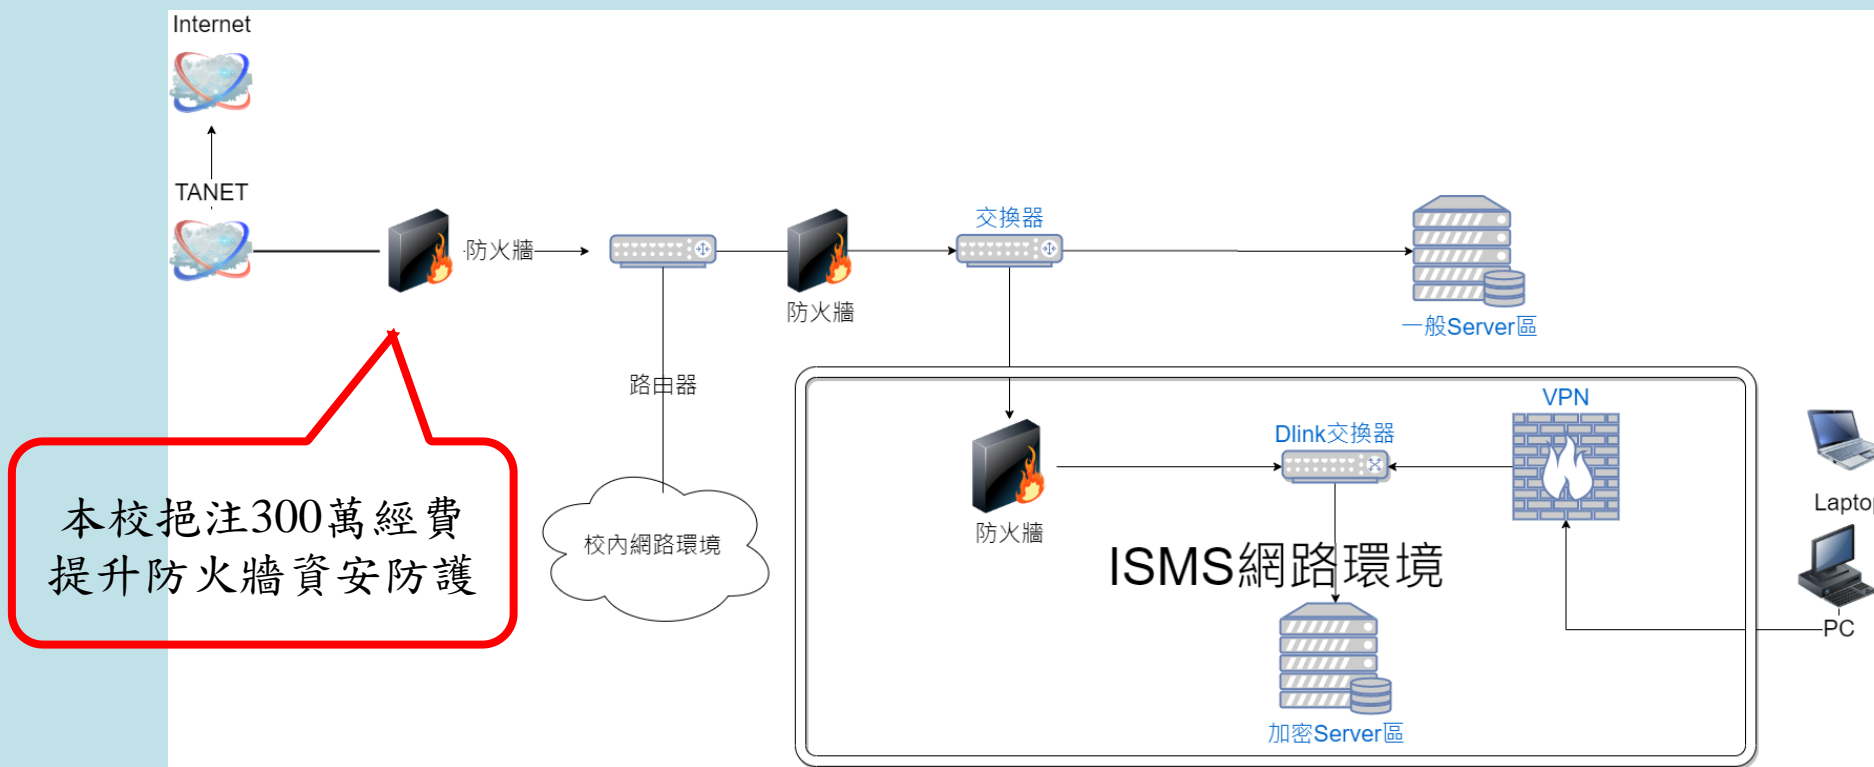 Internet
TANET
防火牆
防火牆
交換器
一般Server區
路由器
校內網路環境
本校挹注300萬經費
提升防火牆資安防護
防火牆
Dlink交換器
VPN
ISMS網路環境
加密Server區
Laptop
PC